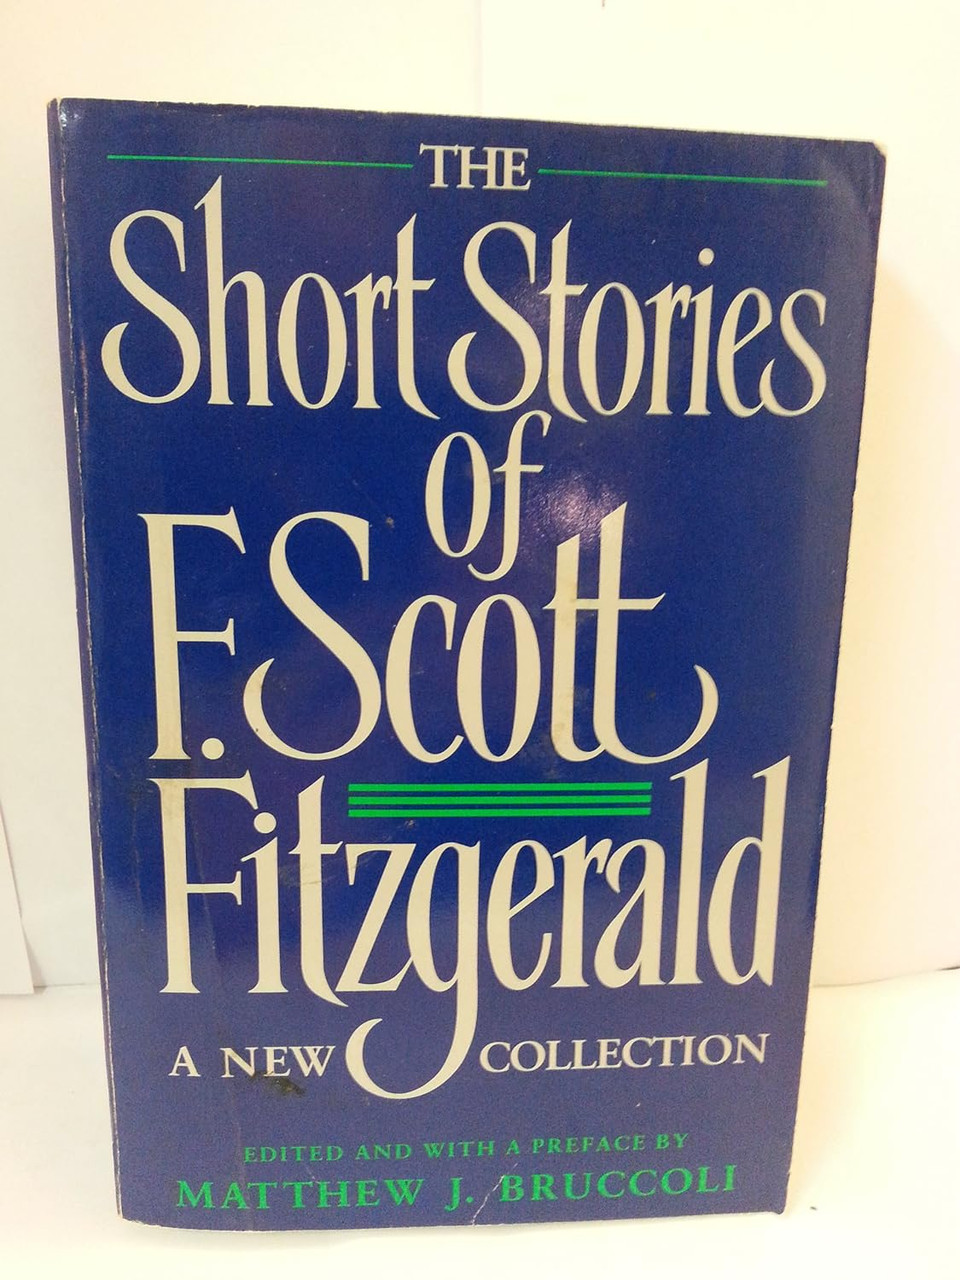 THE
Short Stories
of
F. Scott
Fitzgerald
A NEW COLLECTION
EDITED AND WITH A PREFACE BY
MATTHEW J. BRUCCOLI